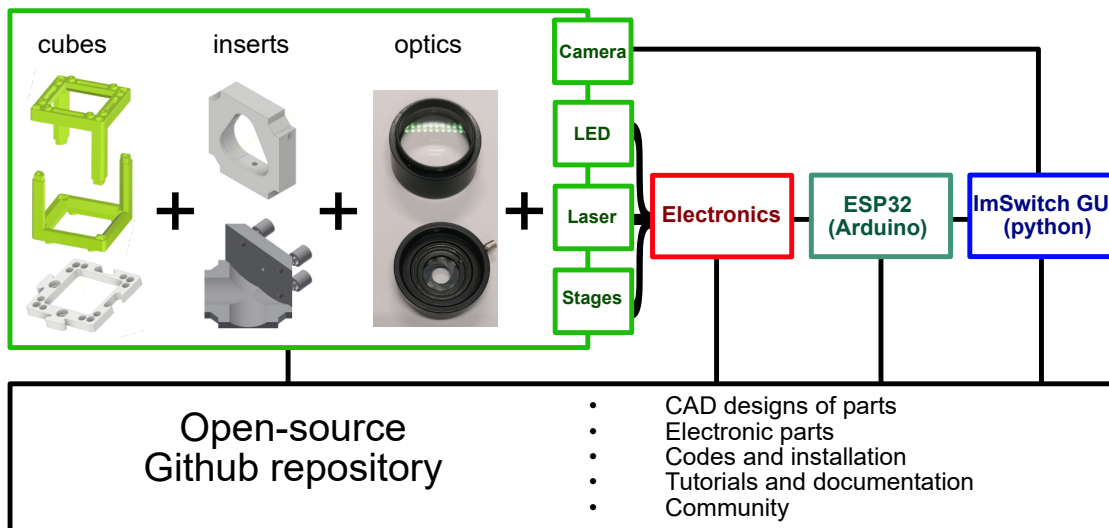 cubes
inserts
optics
Camera
LED
Laser
Stages
Electronics
ESP32
(Arduino)
ImSwitch GU
(python)
Open-source
Github repository
• CAD designs of parts
• Electronic parts
• Codes and installation
• Tutorials and documentation
• Community